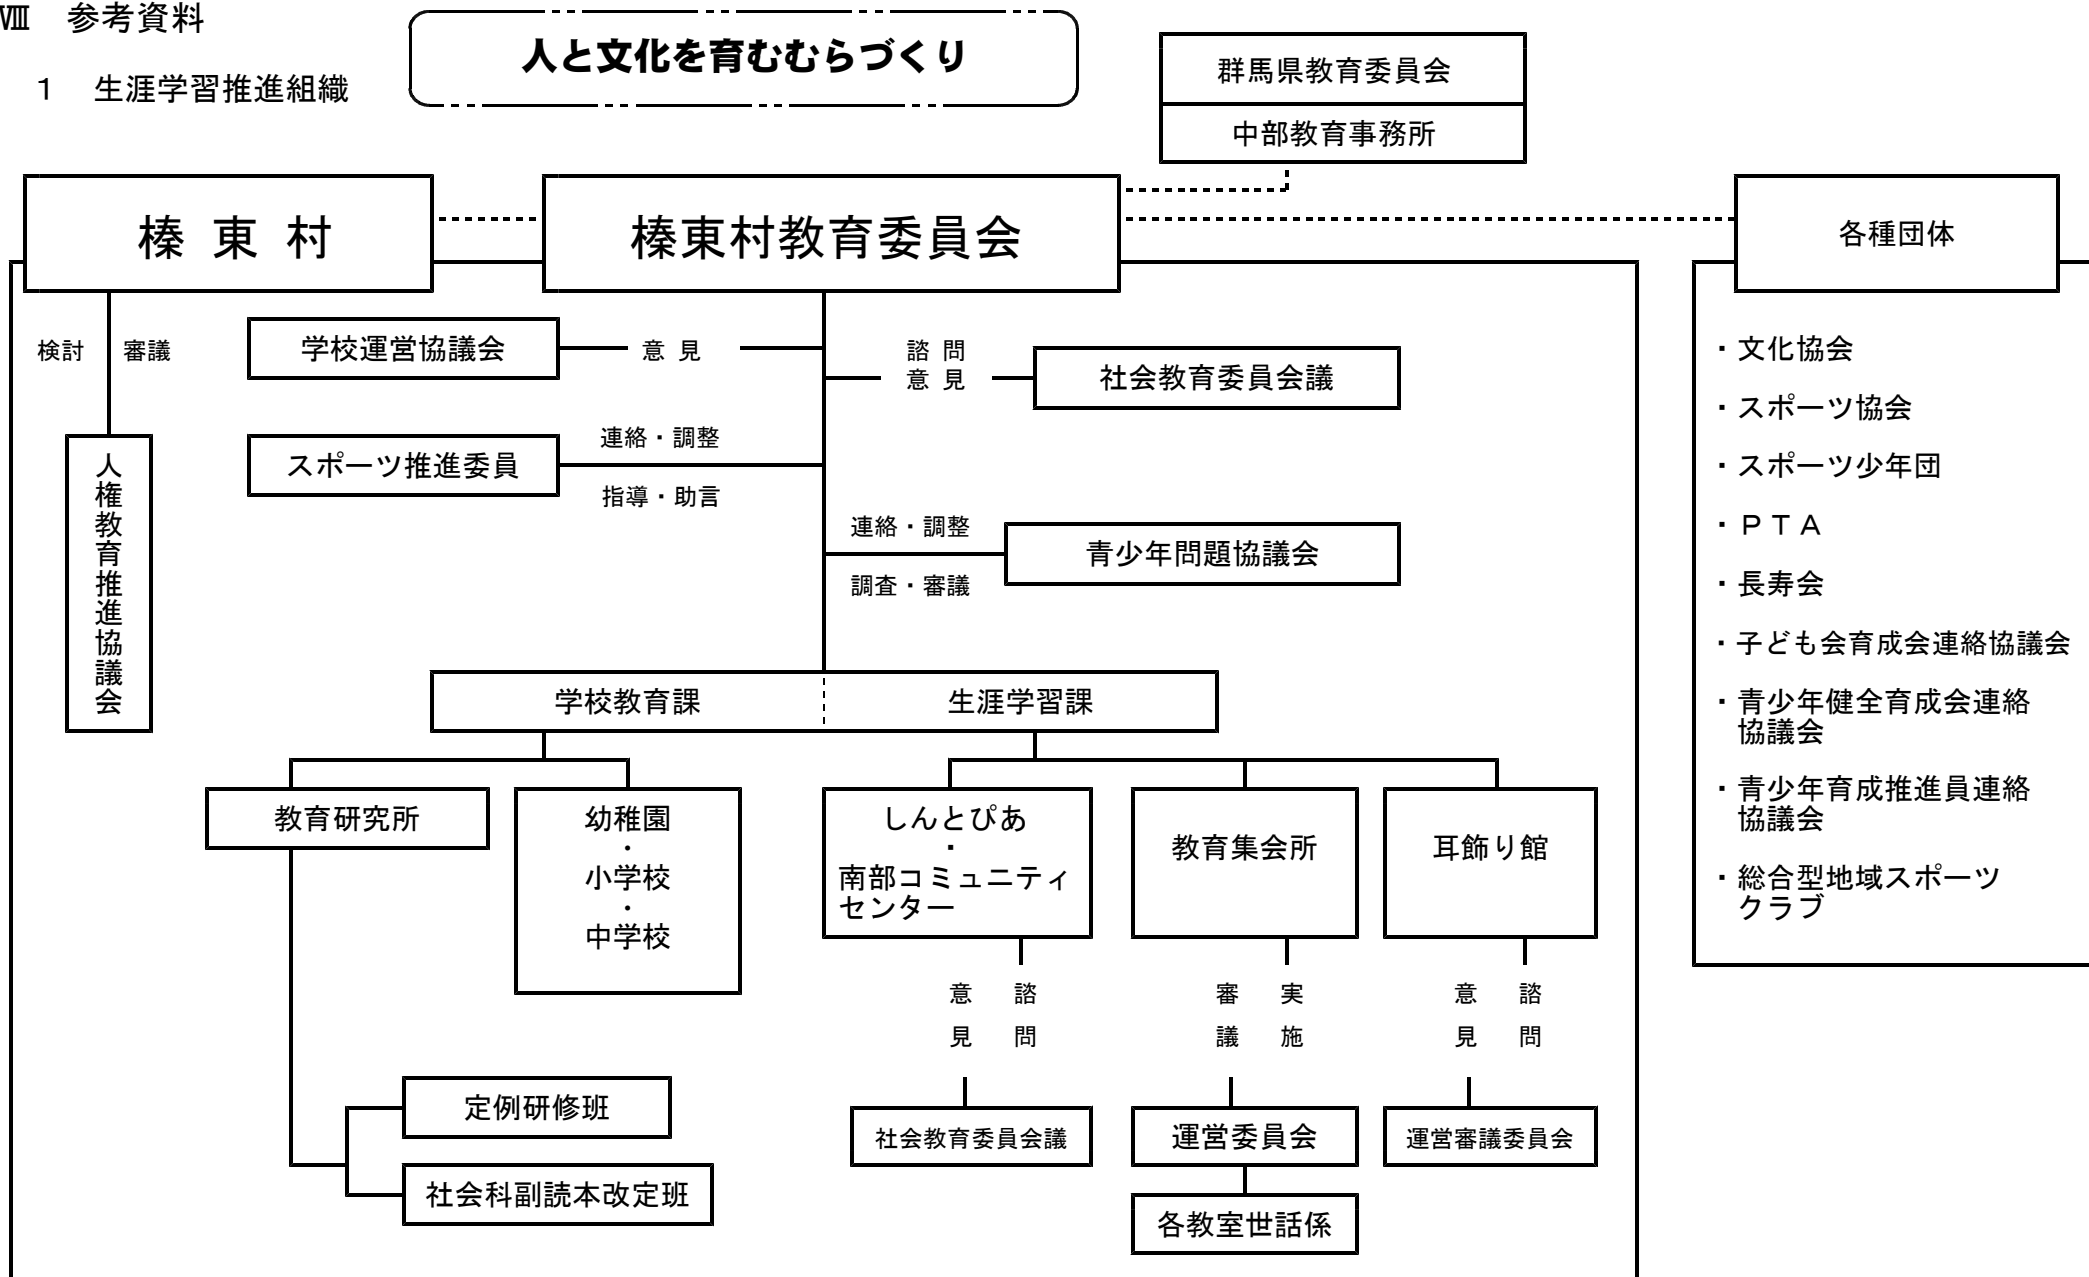 Ⅷ 参考資料
人と文化を育むむらづくり
1 生涯学習推進組織
群馬県教育委員会
中部教育事務所
榛東村
榛東村教育委員会
各種団体
検討
審議
学校運営協議会
意見
諮問
意見
社会教育委員会議
スポーツ推進委員
連絡・調整
指導・助言
連絡・調整
調査・審議
青少年問題協議会
人権教育推進協議会
・文化協会
・スポーツ協会
・スポーツ少年団
・ＰＴＡ
・長寿会
・子ども会育成会連絡協議会
・青少年健全育成会連絡
協議会
・青少年育成推進員連絡
協議会
・総合型地域スポーツ
クラブ
学校教育課
生涯学習課
教育研究所
幼稚園
・
小学校
・
中学校
しんとぴあ
・
南部コミュニティ
センター
教育集会所
耳飾り館
意見
諮問
審議
実施
意見
諮問
定例研修班
社会科副読本改定班
社会教育委員会議
運営委員会
運営審議委員会
各教室世話係